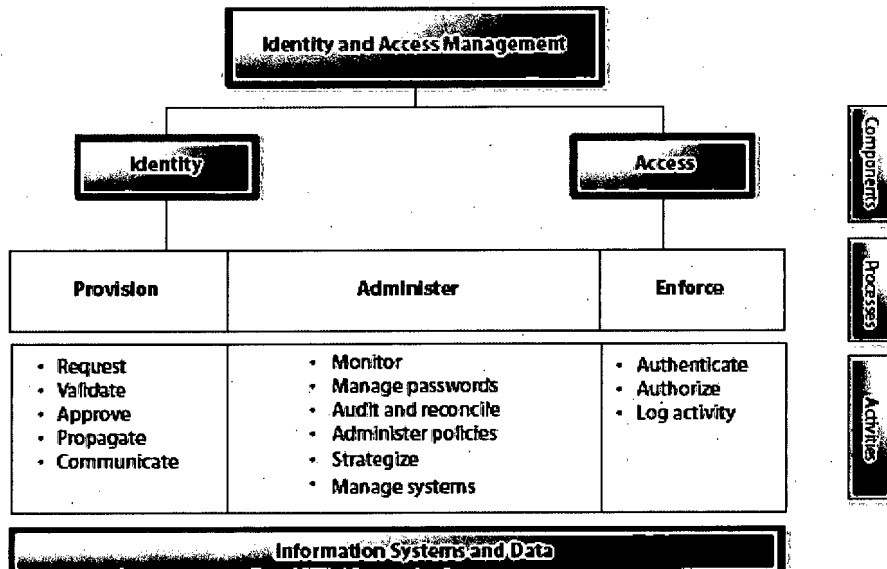 Identity and Access Management
Identity
Access
Components
Provision
Administer
Enforce
Processes
• Request
• Validate
• Approve
• Propagate
• Communicate
• Monitor
• Manage passwords
• Audit and reconcile
• Administer policies
• Strategize
• Manage systems
• Authenticate
• Authorize
• Log activity
Activities
Information Systems and Data